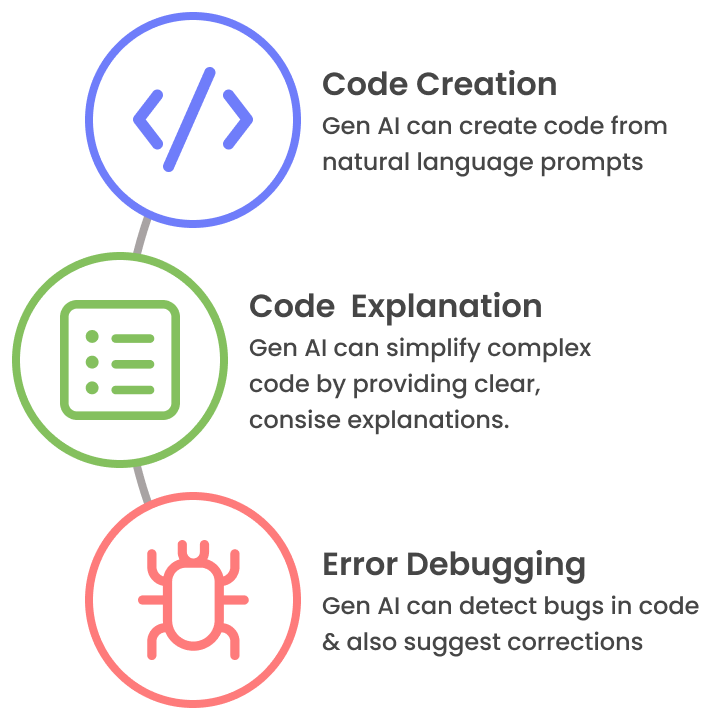 Code Creation
Gen AI can create code from
natural language prompts
Code  Explanation
Gen AI can simplify complex
code by providing clear,
consise explanations.
Error Debugging
Gen AI can detect bugs in code
& also suggest corrections